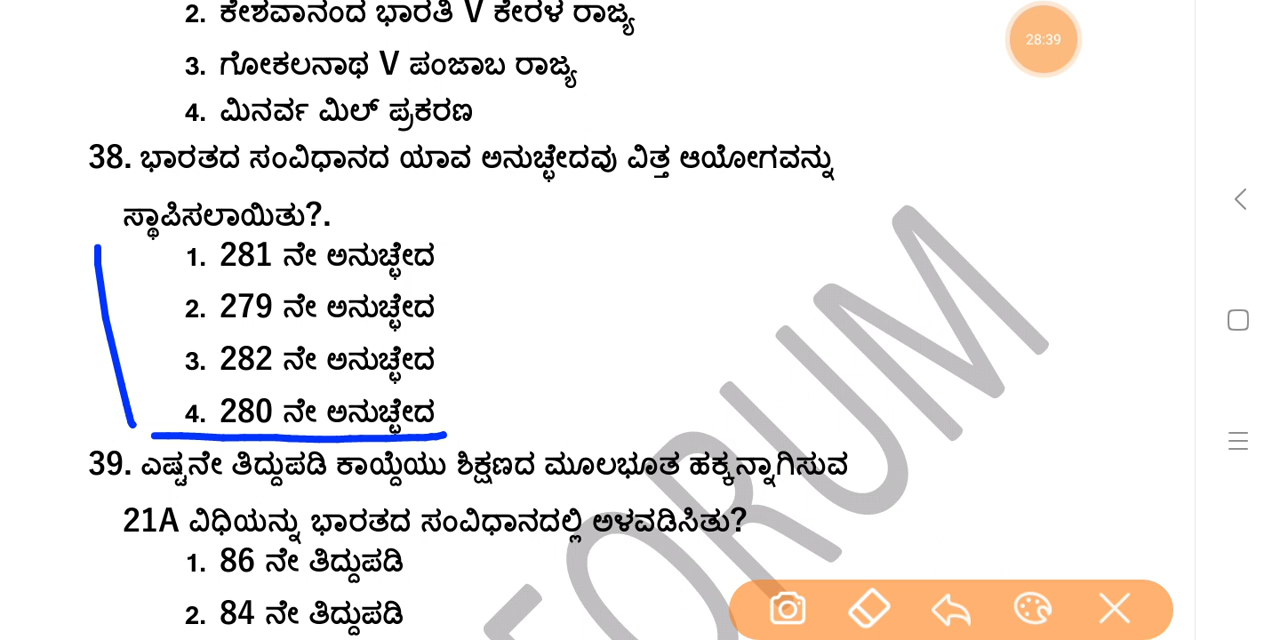 2. ಕೇಶವಾನಂದ ಭಾರತಿ V ಕೇರಳ ರಾಜ್ಯ
28:39
3. ಗೋಕಲನಾಥ V ಪಂಜಾಬ ರಾಜ್ಯ
4. ಮಿನರ್ವ ಮಿಲ್ ಪ್ರಕರಣ
38. ಭಾರತದ ಸಂವಿಧಾನದ ಯಾವ ಅನುಚ್ಛೇದವು ವಿತ್ತ ಆಯೋಗವನ್ನು
ಸ್ಥಾಪಿಸಲಾಯಿತು?.
1. 281 ನೇ ಅನುಚ್ಛೇದ
2. 279 ನೇ ಅನುಚ್ಛೇದ
3. 282 ನೇ ಅನುಚ್ಛೇದ
4. 280 ನೇ ಅನುಚ್ಛೇದ
39. ಎಷ್ಟನೇ ತಿದ್ದುಪಡಿ ಕಾಯ್ದೆಯು ಶಿಕ್ಷಣದ ಮೂಲಭೂತ ಹಕ್ಕನ್ನಾಗಿಸುವ
21A ವಿಧಿಯನ್ನು ಭಾರತದ ಸಂವಿಧಾನದಲ್ಲಿ ಅಳವಡಿಸಿತು?
1. 86 ನೇ ತಿದ್ದುಪಡಿ
2. 84 ನೇ ತಿದ್ದುಪಡಿ
FORUM